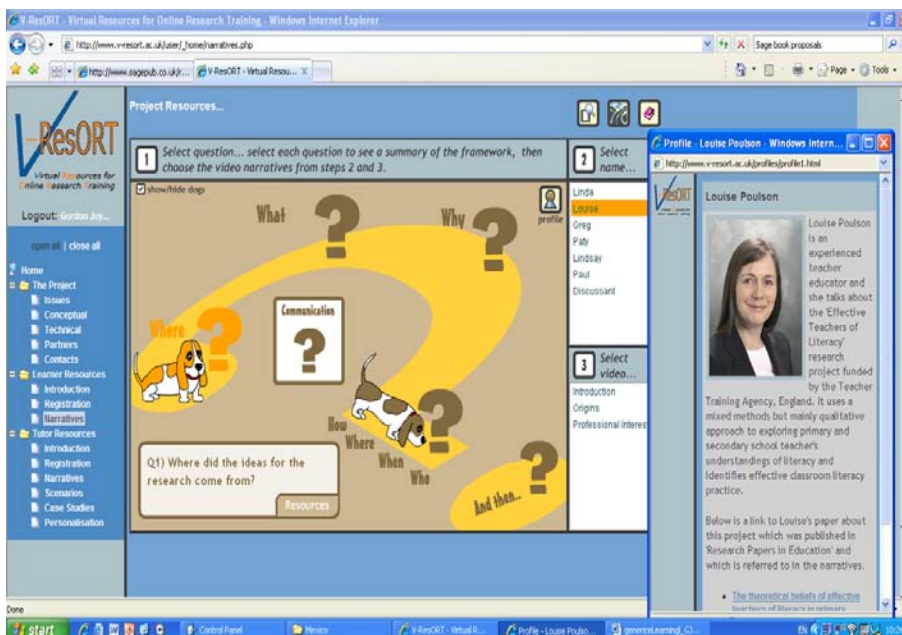 V-ResORT - Virtual Resources for Online Research Training - Windows Internet Explorer
http://www.v-resort.ac.uk/user/_home/narratives.php
Sage book proposals
http://www.sagepub.co.uk/r...
V-ResORT - Virtual Resou...
Page
Tools
V-ResORT
Virtual Resources for
Online Research Training
Logout: Gordon Joy...
open all | close all
Home
The Project
Issues
Conceptual
Technical
Partners
Contacts
Learner Resources
Introduction
Registration
Narratives
Tutor Resources
Introduction
Registration
Narratives
Scenarios
Case Studies
Personalisation
Project Resources...
1 Select question... select each question to see a summary of the framework, then
choose the video narratives from steps 2 and 3.
show/hide dogs
profile
What ?
Why ?
Where ?
Communication
?
How
Where
When
Who
?
And then... ?
Q1) Where did the ideas for the
research come from?
Resources
2 Select
name...
Linda
Louise
Greg
Paty
Lindsay
Paul
Discussant
3 Select
video...
Introduction
Origins
Professional Interes
Profile - Louise Poulson - Windows Intern...
http://www.v-resort.ac.uk/profiles/profile1.html
V-ResORT
Louise Poulson
Louise Poulson
is an
experienced
teacher
educator and
she talks about
the 'Effective
Teachers of
Literacy'
research
project funded
by the Teacher
Training Agency, England. It uses a
mixed methods but mainly qualitative
approach to exploring primary and
secondary school teacher's
understandings of literacy and
identifies effective classroom literacy
practice.
Below is a link to Louise's paper about
this project which was published in
'Research Papers in Education' and
which is referred to in the narratives.
The theoretical beliefs of effective
teachers of literacy in primary
Done
start
Control Panel
Mexico
V-ResORT - Virtual R...
Profile - Louise Poulso...
EN